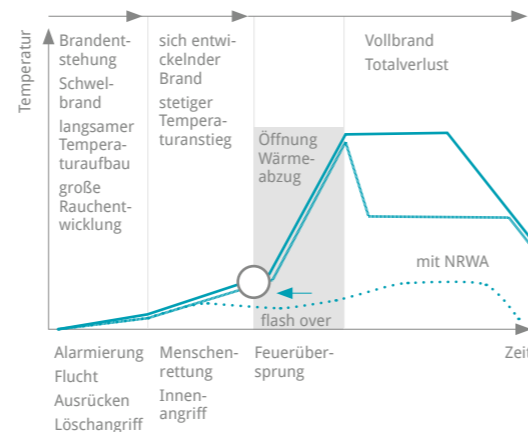 Temperatur
Brandent-
stehung
Schwel-
brand
langsamer
Tempera-
turaufbau
große
Rauchent-
wicklung
sich entwi-
ckelnder
Brand
stetiger
Tempera-
turanstieg
Öffnung
Wärme-
abzug
Vollbrand
Totalverlust
mit NRWA
flash over
Alarmierung
Flucht
Ausrücken
Löschangriff
Menschen-
rettung
Innen-
angriff
Feuerüber-
sprung
Zeit